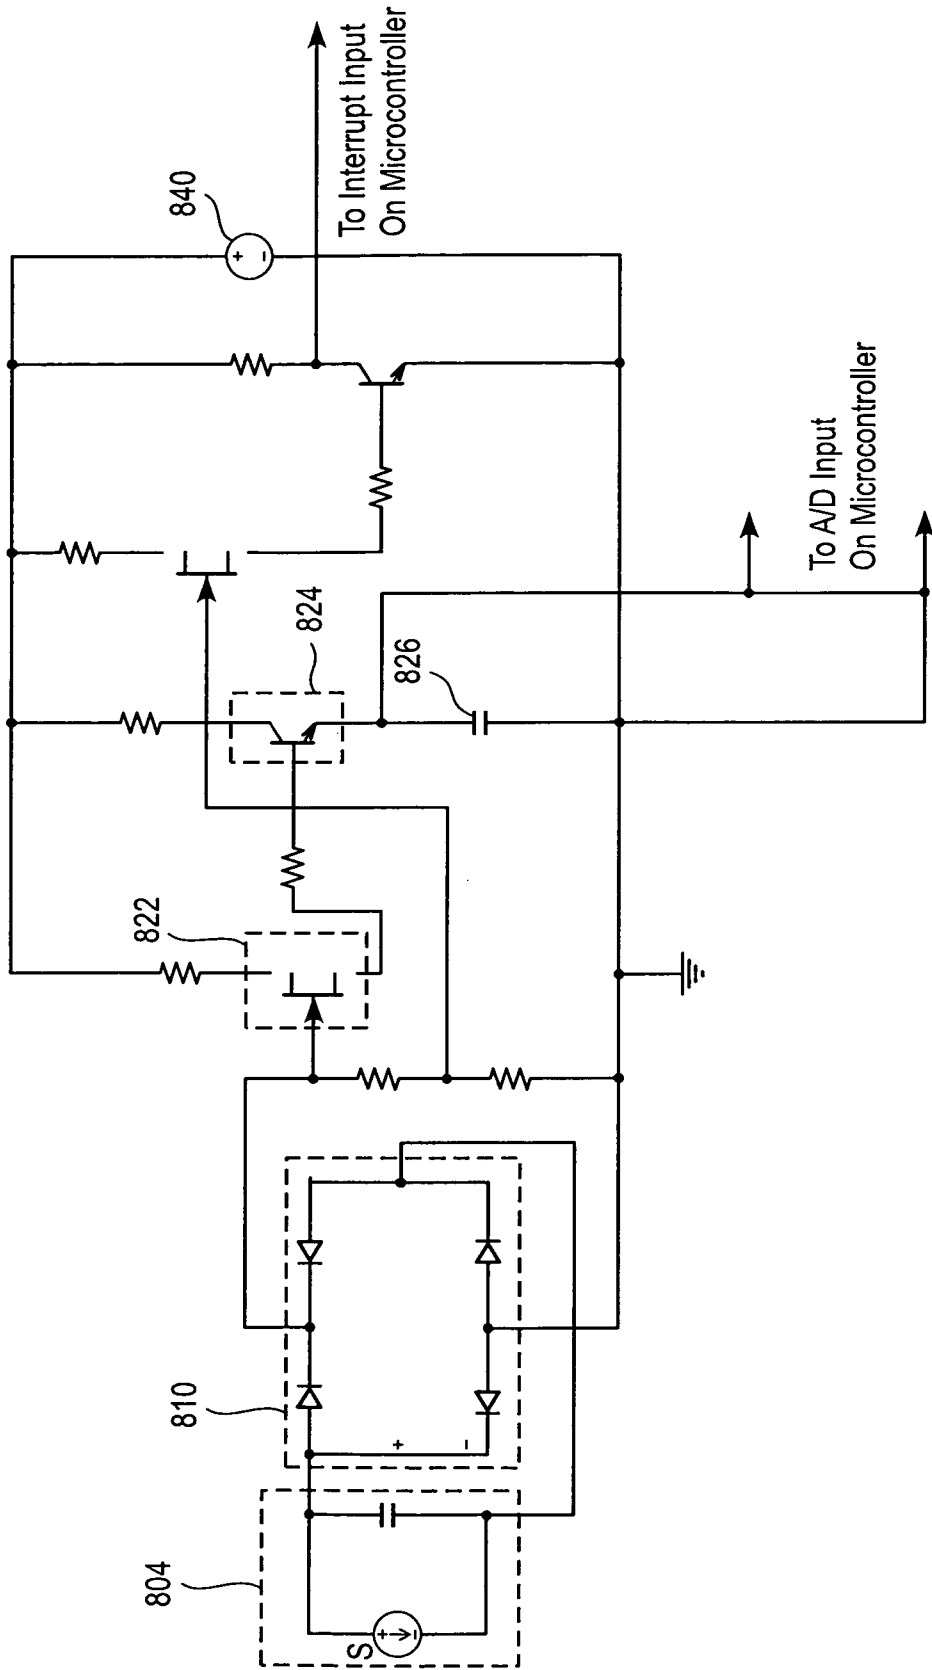 To Interrupt Input
On Microcontroller
840
To A/D Input
On Microcontroller
824
826
822
810
+
-
804
S
+
-
+
-